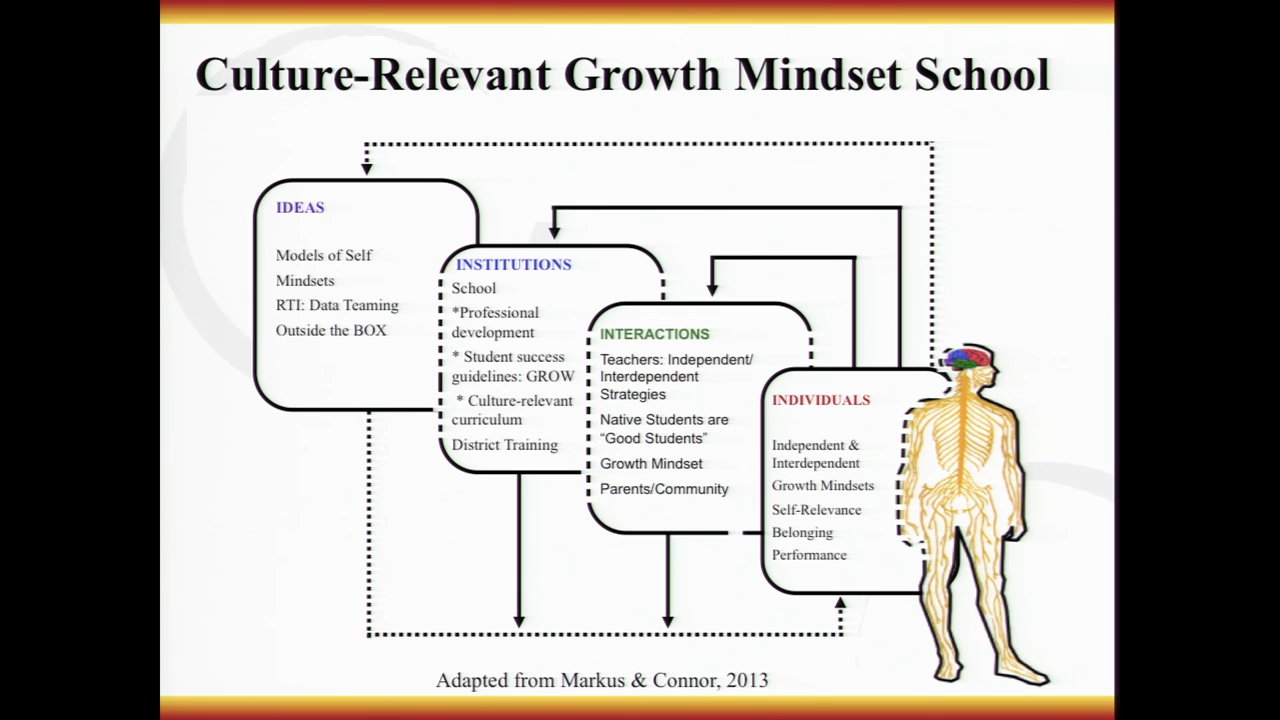 Culture-Relevant Growth Mindset School
IDEAS
Models of Self
Mindsets
RTI: Data Teaming
Outside the BOX
INSTITUTIONS
School
*Professional
development
* Student success
guidelines: GROW
* Culture-relevant
curriculum
District Training
INTERACTIONS
Teachers: Independent/
Interdependent
Strategies
Native Students are
“Good Students”
Growth Mindset
Parents/Community
INDIVIDUALS
Independent &
Interdependent
Growth Mindsets
Self-Relevance
Belonging
Performance
Adapted from Markus & Connor, 2013